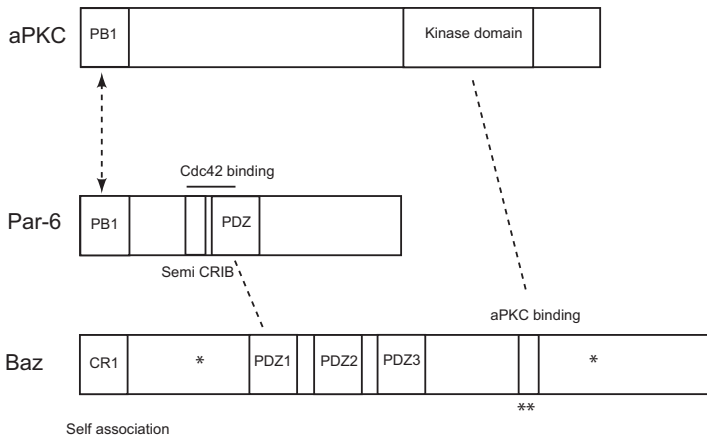 aPKC
PB1
Kinase domain
Cdc42 binding
Par-6
PB1
PDZ
Semi CRIB
aPKC binding
Baz
CR1
*
PDZ1
PDZ2
PDZ3
*
**
Self association